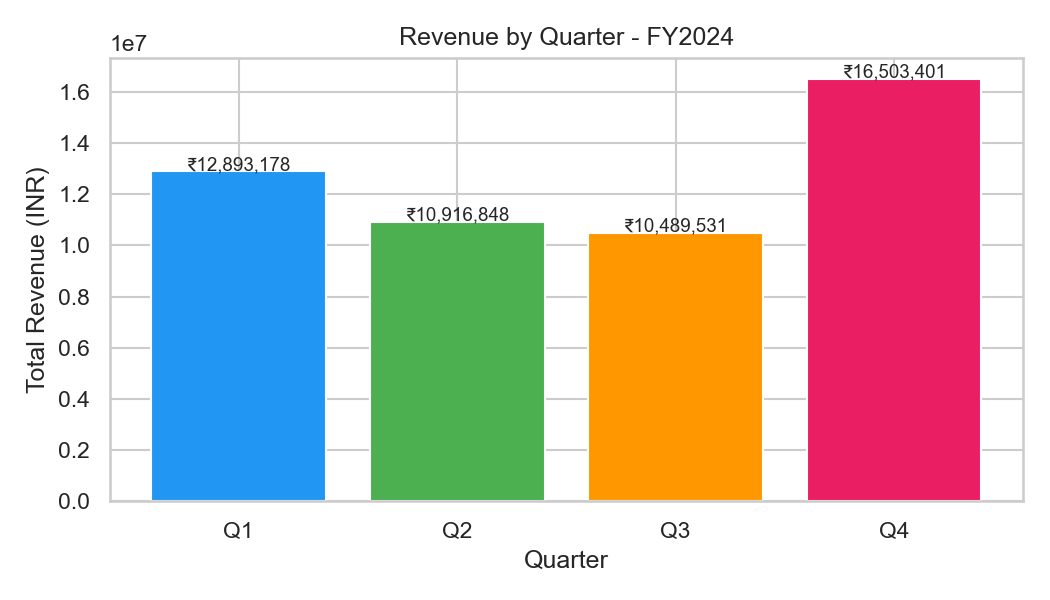 Revenue by Quarter - FY2024
1e7
Total Revenue (INR)
1.6
1.4
1.2
1.0
0.8
0.6
0.4
0.2
0.0
₹12,893,178
₹10,916,848
₹10,489,531
₹16,503,401
Q1 Q2 Q3 Q4
Quarter